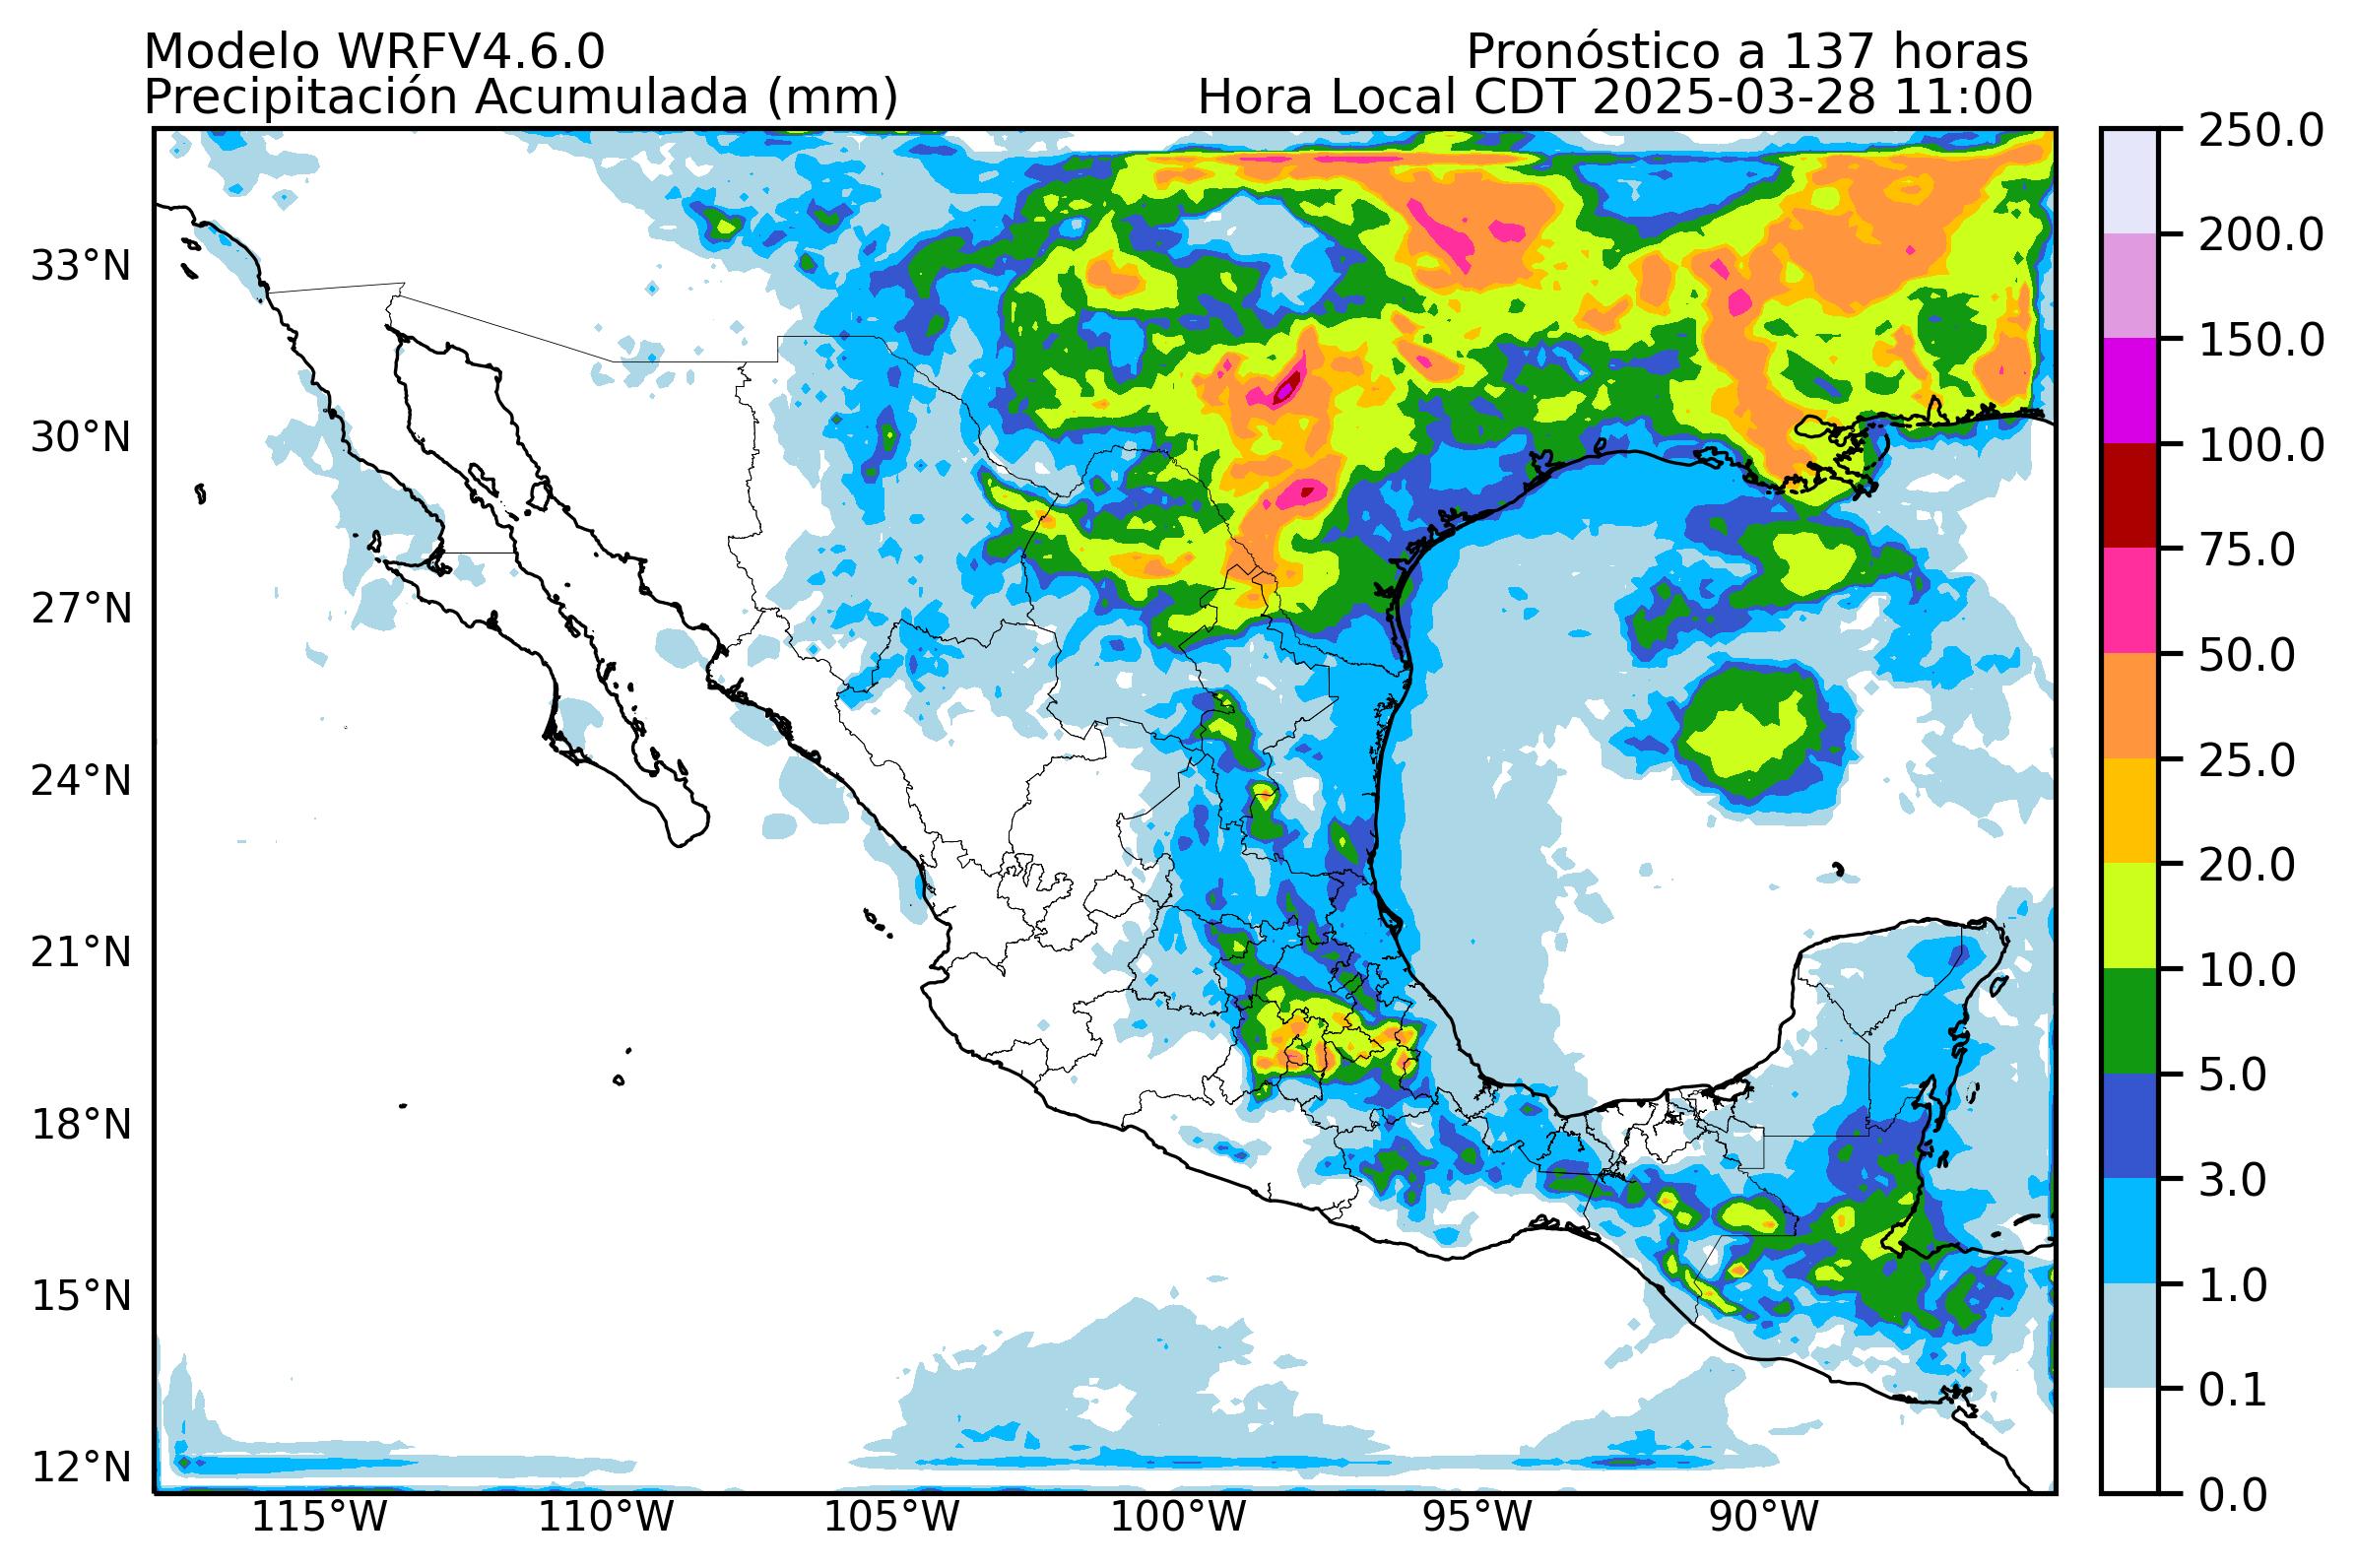 Modelo WRFV4.6.0
Pronóstico a 137 horas
Precipitación Acumulada (mm)
Hora Local CDT 2025-03-28 11:00
250.0
200.0
150.0
100.0
75.0
50.0
25.0
20.0
10.0
5.0
3.0
1.0
0.1
0.0
33°N
30°N
27°N
24°N
21°N
18°N
15°N
12°N
115°W
110°W
105°W
100°W
95°W
90°W